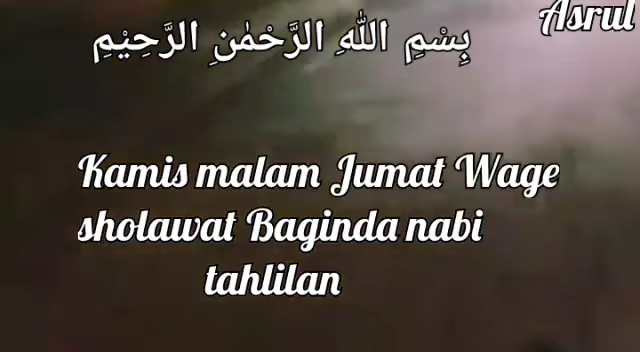 Asrul
بِسْمِ اللّٰهِ الرَّحْمٰنِ الرَّحِيْمِ
Kamis malam Jumat Wage
sholawat Baginda nabi
tahlilan